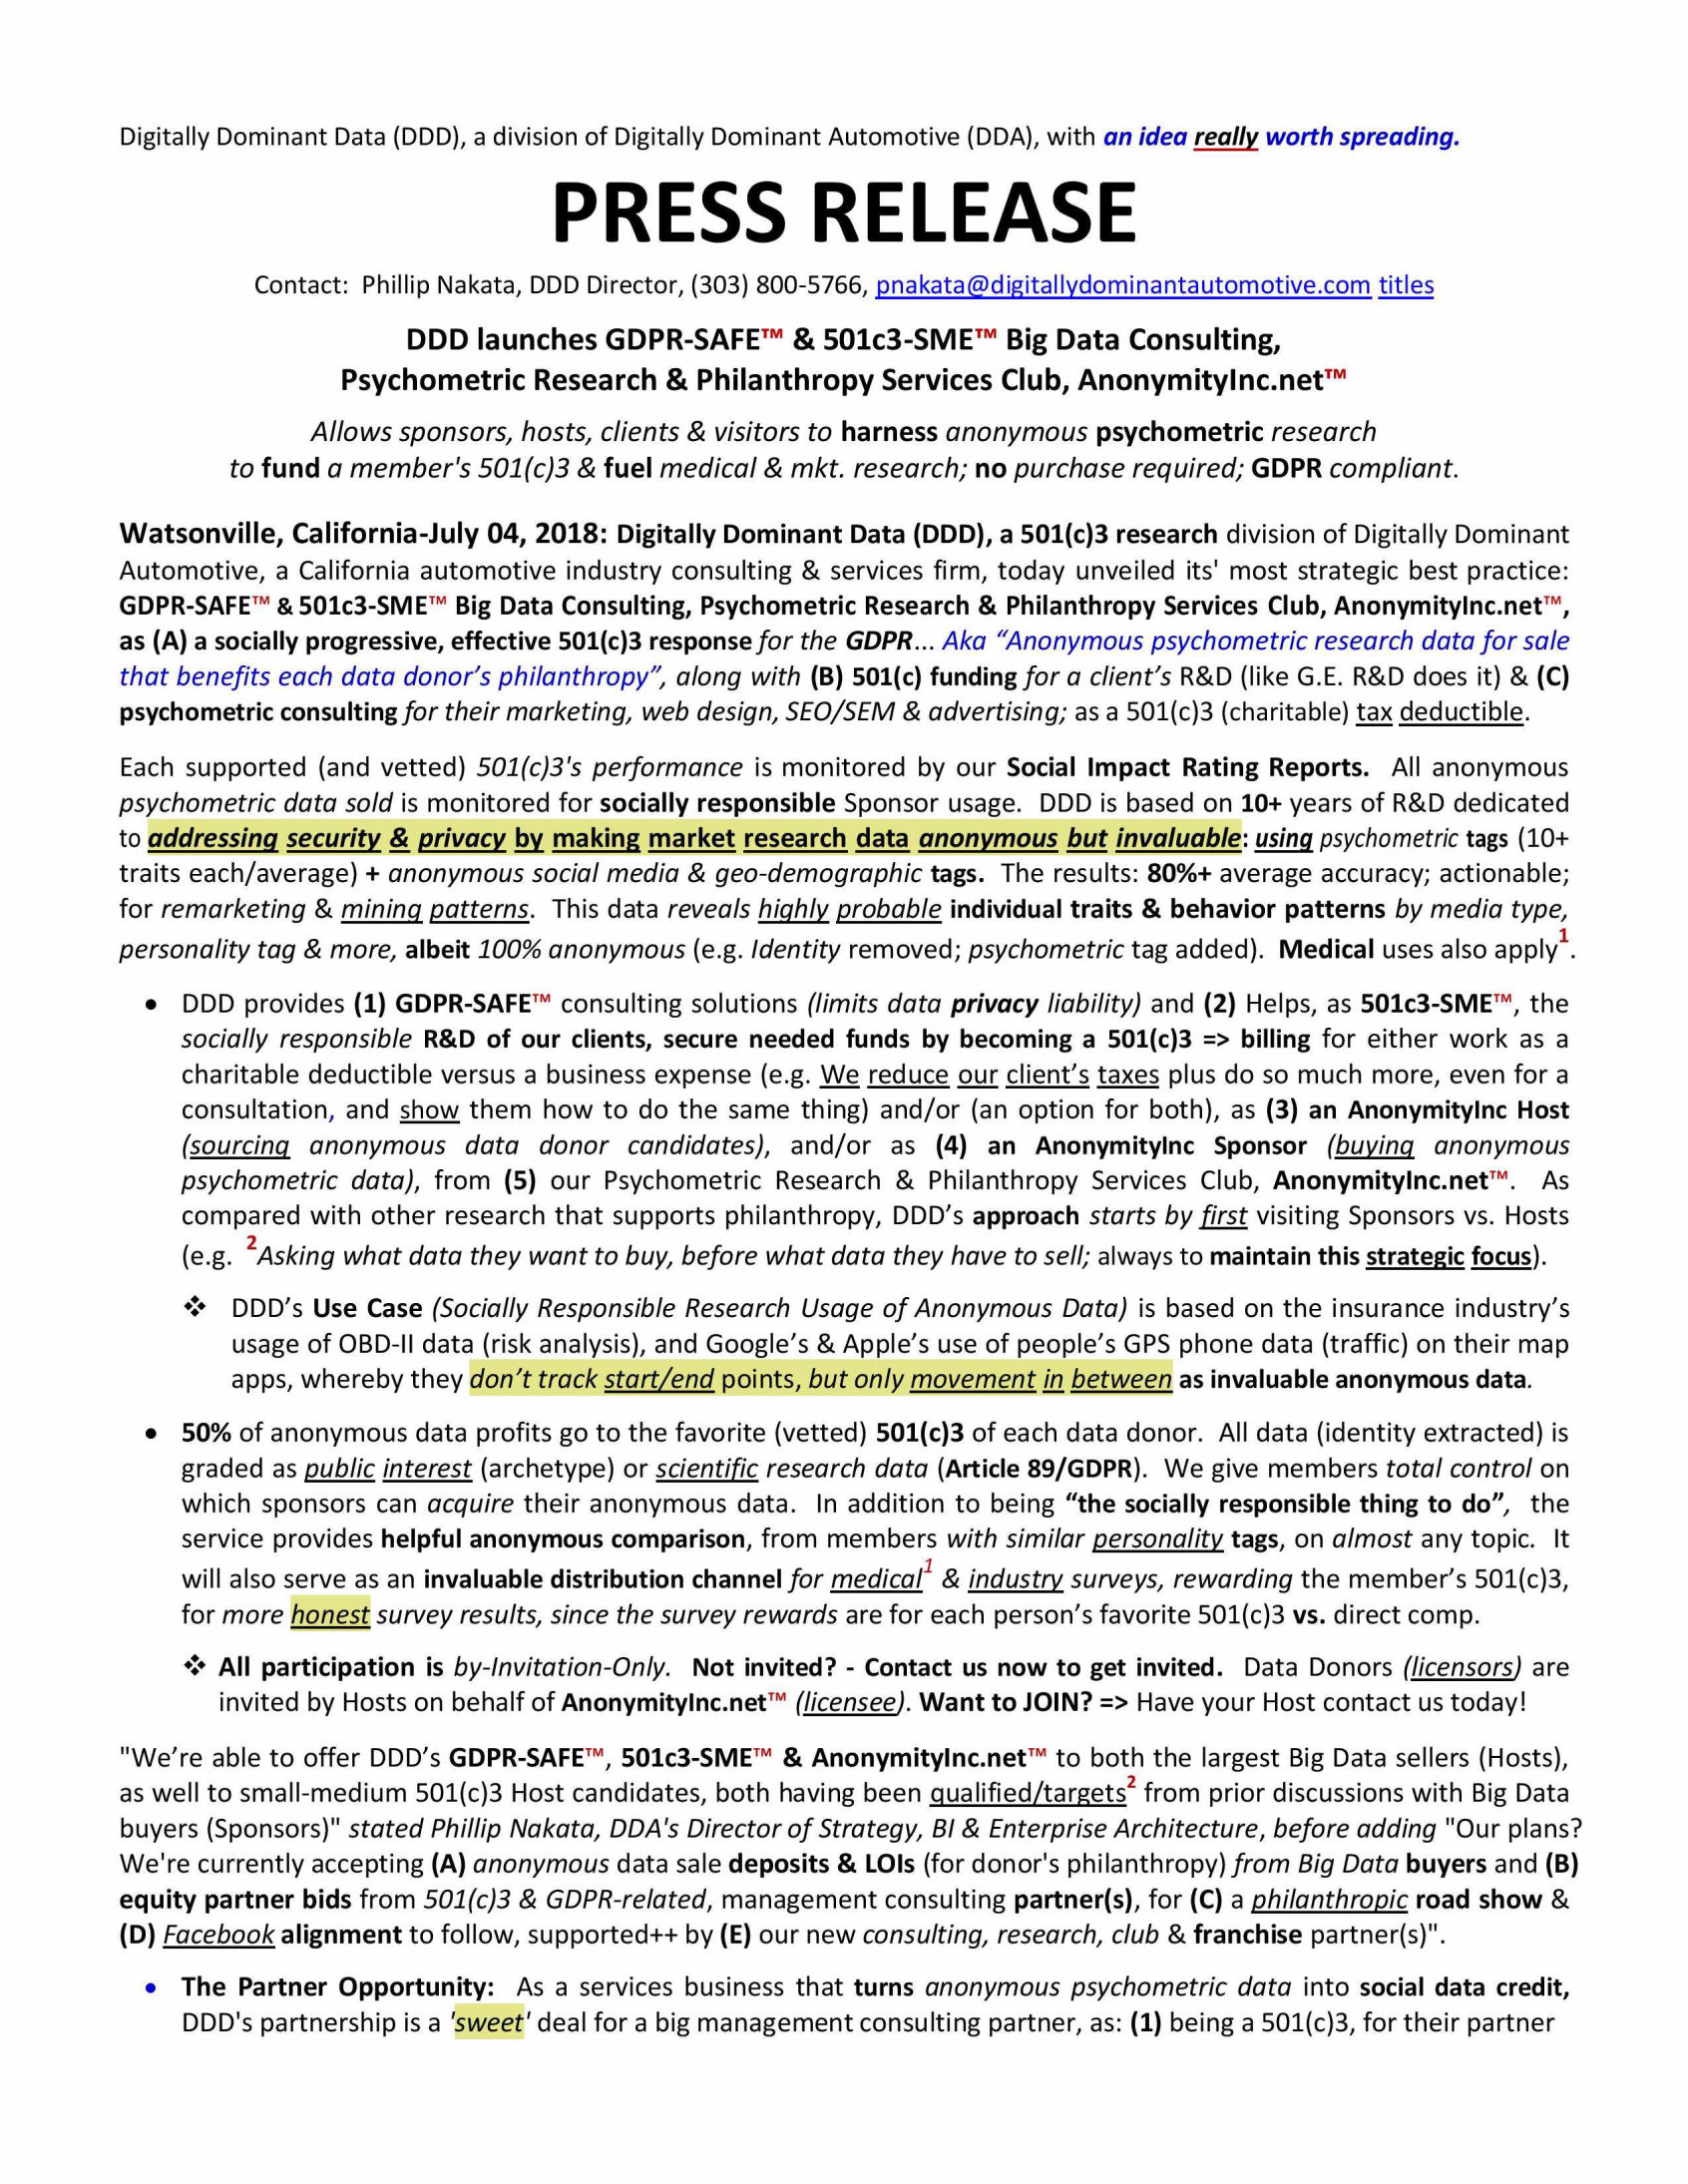 Digitally Dominant Data (DDD), a division of Digitally Dominant Automotive (DDA), with an idea really worth spreading.
PRESS RELEASE
Contact: Phillip Nakata, DDD Director, (303) 800-5766, pnakata@digitallydominantautomotive.com titles
DDD launches GDPR-SAFE™ & 501c3-SME™ Big Data Consulting,
Psychometric Research & Philanthropy Services Club, AnonymityInc.net™
Allows sponsors, hosts, clients & visitors to harness anonymous psychometric research
to fund a member's 501(c)3 & fuel medical & mkt. research; no purchase required; GDPR compliant.
Watsonville, California-July 04, 2018: Digitally Dominant Data (DDD), a 501(c)3 research division of Digitally Dominant
Automotive, a California automotive industry consulting & services firm, today unveiled its' most strategic best practice:
GDPR-SAFE™ & 501c3-SME™ Big Data Consulting, Psychometric Research & Philanthropy Services Club, AnonymityInc.net™,
as (A) a socially progressive, effective 501(c)3 response for the GDPR... Aka “Anonymous psychometric research data for sale
that benefits each data donor’s philanthropy”, along with (B) 501(c) funding for a client’s R&D (like G.E. R&D does it) & (C)
psychometric consulting for their marketing, web design, SEO/SEM & advertising; as a 501(c)3 (charitable) tax deductible.
Each supported (and vetted) 501(c)3's performance is monitored by our Social Impact Rating Reports. All anonymous
psychometric data sold is monitored for socially responsible Sponsor usage. DDD is based on 10+ years of R&D dedicated
to addressing security & privacy by making market research data anonymous but invaluable: using psychometric tags (10+
traits each/average) + anonymous social media & geo-demographic tags. The results: 80%+ average accuracy; actionable;
for remarketing & mining patterns. This data reveals highly probable individual traits & behavior patterns by media type,
personality tag & more, albeit 100% anonymous (e.g. Identity removed; psychometric tag added). Medical uses also apply1.
• DDD provides (1) GDPR-SAFE™ consulting solutions (limits data privacy liability) and (2) Helps, as 501c3-SME™, the
socially responsible R&D of our clients, secure needed funds by becoming a 501(c)3 => billing for either work as a
charitable deductible versus a business expense (e.g. We reduce our client’s taxes plus do so much more, even for a
consultation, and show them how to do the same thing) and/or (an option for both), as (3) an AnonymityInc Host
(sourcing anonymous data donor candidates), and/or as (4) an AnonymityInc Sponsor (buying anonymous
psychometric data), from (5) our Psychometric Research & Philanthropy Services Club, AnonymityInc.net™. As
compared with other research that supports philanthropy, DDD’s approach starts by first visiting Sponsors vs. Hosts
(e.g. 2Asking what data they want to buy, before what data they have to sell; always to maintain this strategic focus).
❖ DDD’s Use Case (Socially Responsible Research Usage of Anonymous Data) is based on the insurance industry’s
usage of OBD-II data (risk analysis), and Google’s & Apple’s use of people’s GPS phone data (traffic) on their map
apps, whereby they don’t track start/end points, but only movement in between as invaluable anonymous data.
• 50% of anonymous data profits go to the favorite (vetted) 501(c)3 of each data donor. All data (identity extracted) is
graded as public interest (archetype) or scientific research data (Article 89/GDPR). We give members total control on
which sponsors can acquire their anonymous data. In addition to being “the socially responsible thing to do”, the
service provides helpful anonymous comparison, from members with similar personality tags, on almost any topic. It
will also serve as an invaluable distribution channel for medical1 & industry surveys, rewarding the member’s 501(c)3,
for more honest survey results, since the survey rewards are for each person’s favorite 501(c)3 vs. direct comp.
❖ All participation is by-Invitation-Only. Not invited? - Contact us now to get invited. Data Donors (licensors) are
invited by Hosts on behalf of AnonymityInc.net™ (licensee). Want to JOIN? => Have your Host contact us today!
"We’re able to offer DDD’s GDPR-SAFE™, 501c3-SME™ & AnonymityInc.net™ to both the largest Big Data sellers (Hosts),
as well to small-medium 501(c)3 Host candidates, both having been qualified/targets2 from prior discussions with Big Data
buyers (Sponsors)" stated Phillip Nakata, DDA's Director of Strategy, BI & Enterprise Architecture, before adding "Our plans?
We're currently accepting (A) anonymous data sale deposits & LOIs (for donor's philanthropy) from Big Data buyers and (B)
equity partner bids from 501(c)3 & GDPR-related, management consulting partner(s), for (C) a philanthropic road show &
(D) Facebook alignment to follow, supported++ by (E) our new consulting, research, club & franchise partner(s)".
• The Partner Opportunity: As a services business that turns anonymous psychometric data into social data credit,
DDD's partnership is a 'sweet' deal for a big management consulting partner, as: (1) being a 501(c)3, for their partner